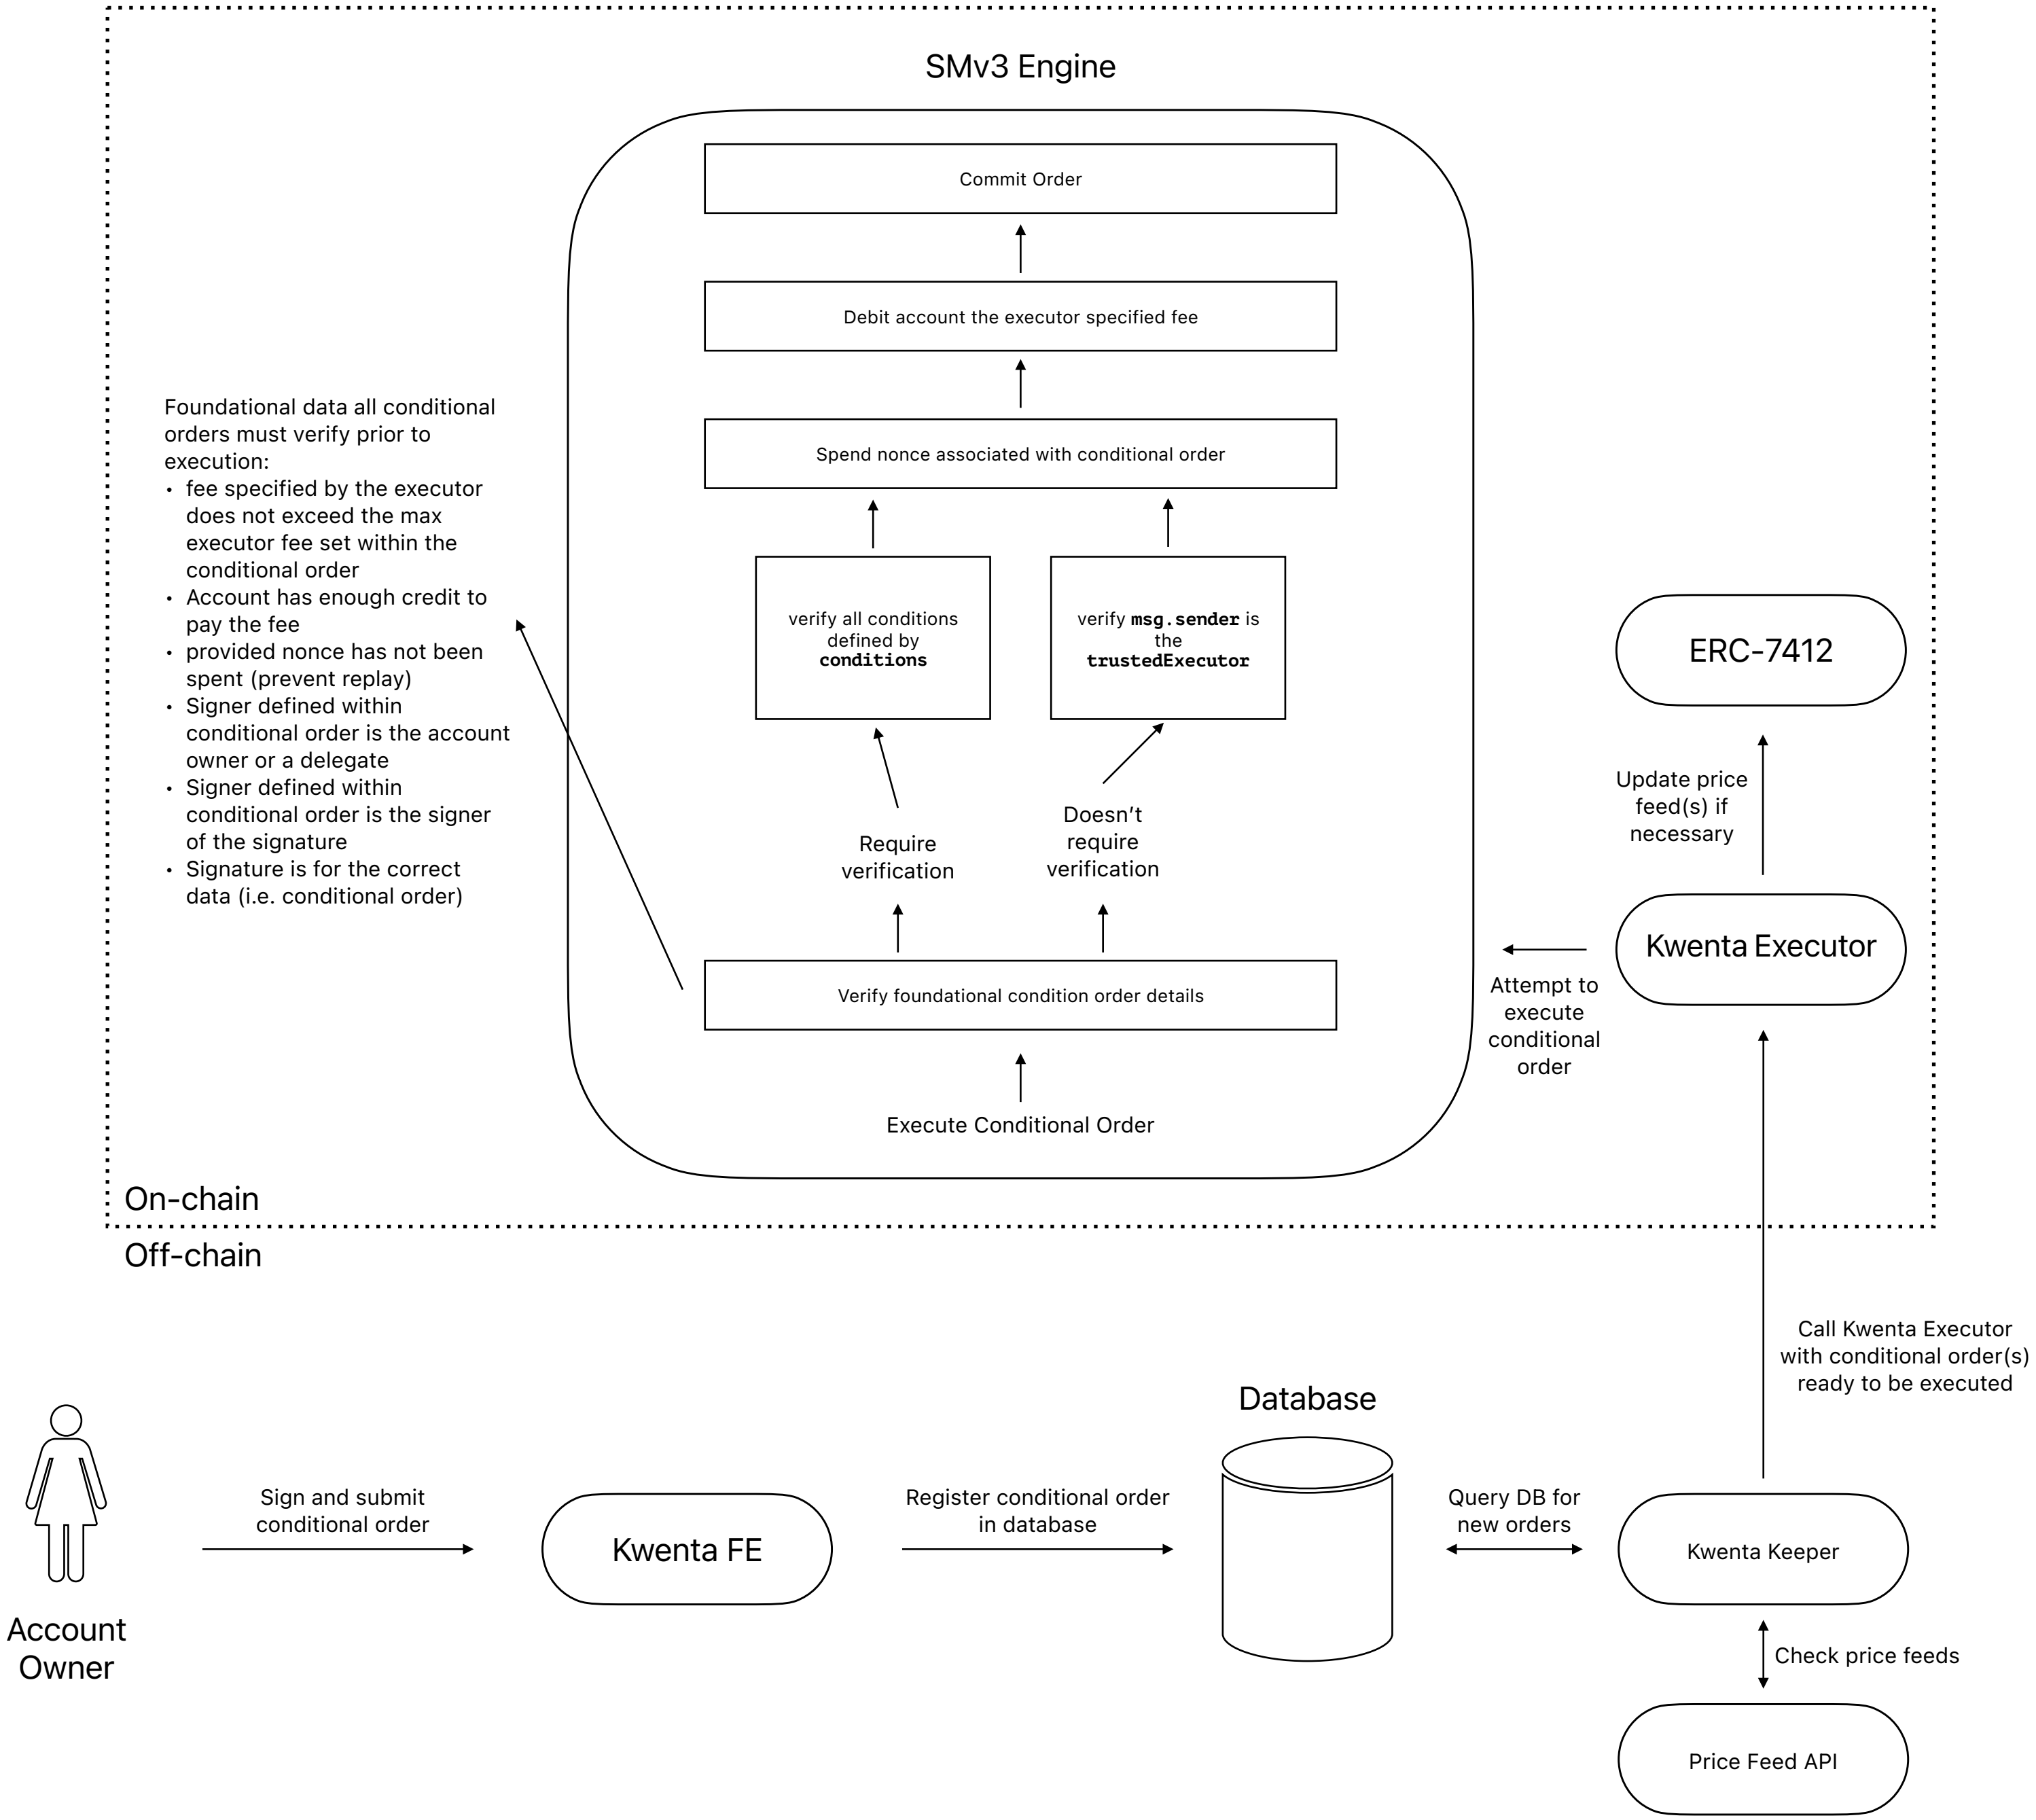 SMv3 Engine
Commit Order
Debit account the executor specified fee
Spend nonce associated with conditional order
verify all conditions
defined by
conditions
verify msg.sender is
the
trustedExecutor
Require
verification
Doesn't
require
verification
Verify foundational condition order details
Execute Conditional Order
Foundational data all conditional
orders must verify prior to
execution:
• fee specified by the executor
does not exceed the max
executor fee set within the
conditional order
• Account has enough credit to
pay the fee
• provided nonce has not been
spent (prevent replay)
• Signer defined within
conditional order is the account
owner or a delegate
• Signer defined within
conditional order is the signer
of the signature
• Signature is for the correct
data (i.e. conditional order)
ERC-7412
Update price
feed(s) if
necessary
Kwenta Executor
Attempt to
execute
conditional
order
On-chain
Off-chain
Call Kwenta Executor
with conditional order(s)
ready to be executed
Account
Owner
Sign and submit
conditional order
Kwenta FE
Register conditional order
in database
Database
Query DB for
new orders
Kwenta Keeper
Check price feeds
Price Feed API